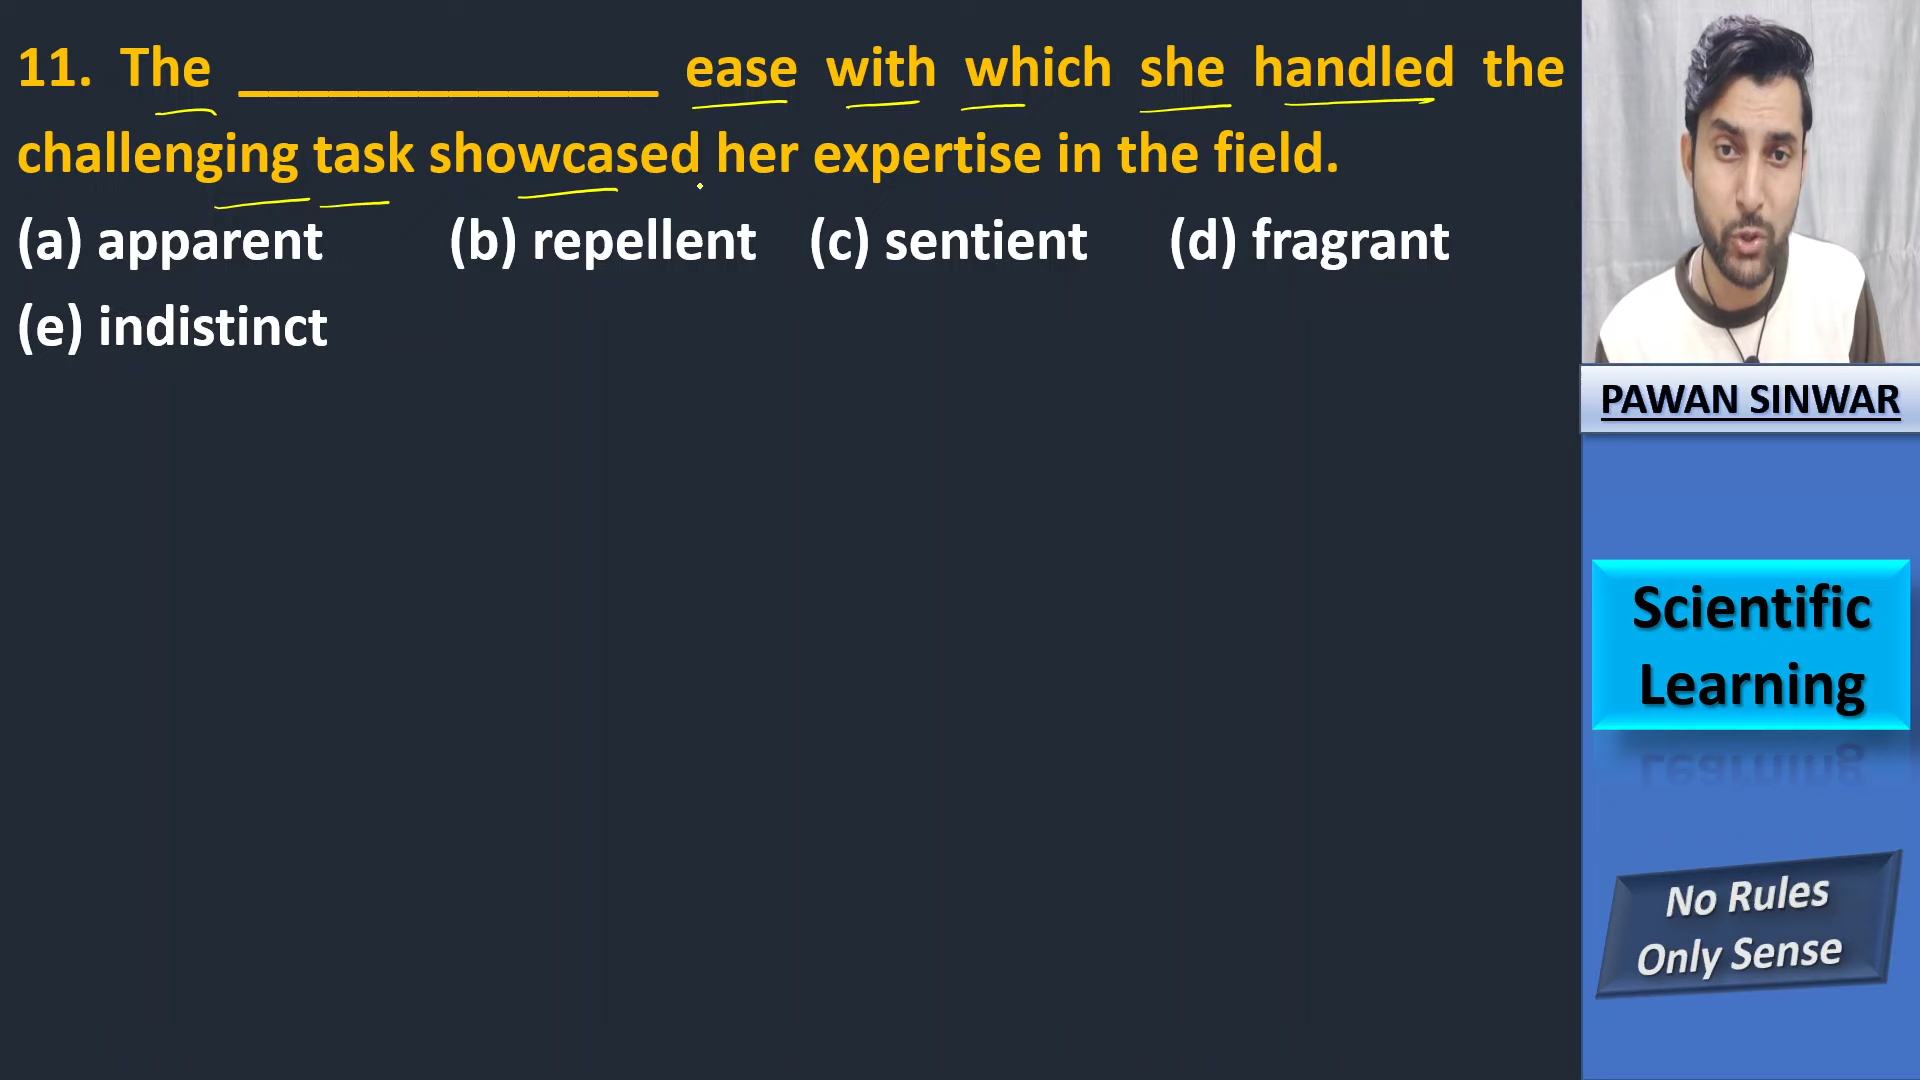 11. The ______________ ease with which she handled the
challenging task showcased her expertise in the field.
(a) apparent (b) repellent (c) sentient (d) fragrant
(e) indistinct
PAWAN SINWAR
Scientific
Learning
No Rules
Only Sense